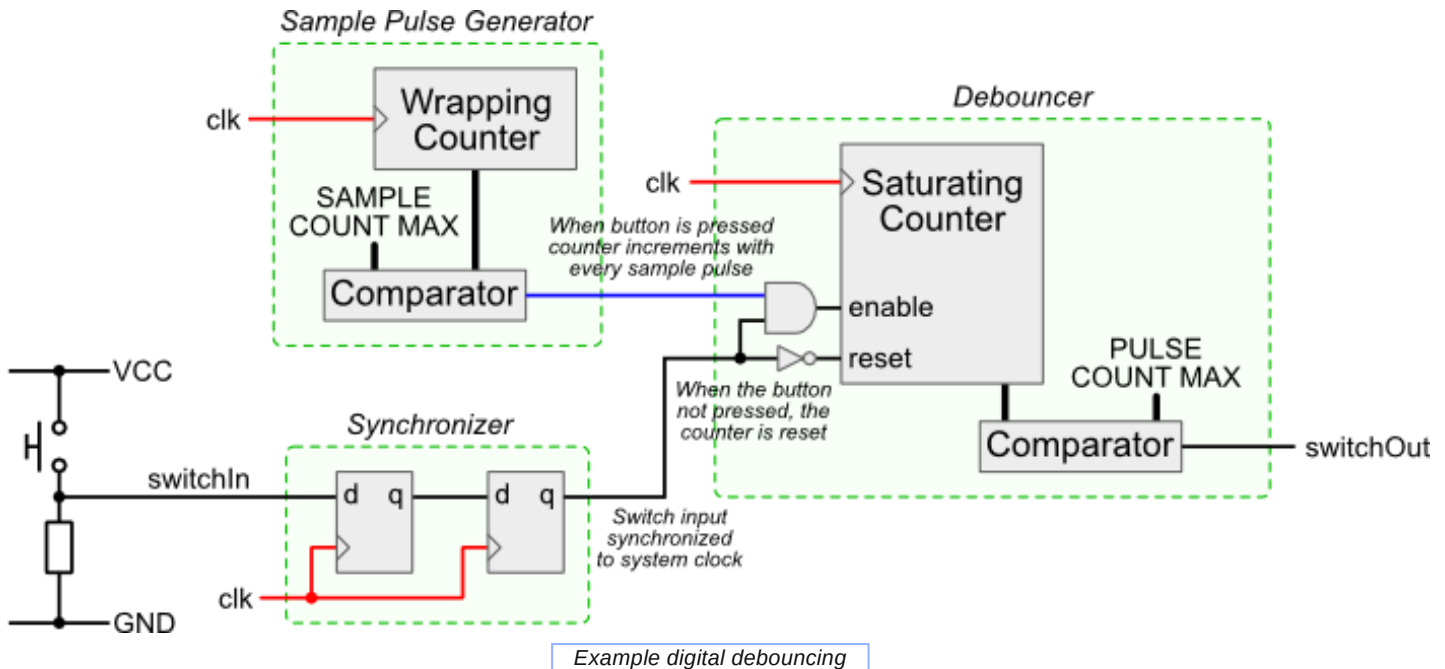 Sample Pulse Generator
Wrapping
Counter
clk
SAMPLE
COUNT MAX
Comparator
When button is pressed
counter increments with
every sample pulse
Debouncer
clk
Saturating
Counter
enable
reset
When the button
not pressed, the
counter is reset
PULSE
COUNT MAX
Comparator
switchOut
VCC
switchIn
GND
Synchronizer
d q
d q
clk
Switch input
synchronized
to system clock
Example digital debouncing